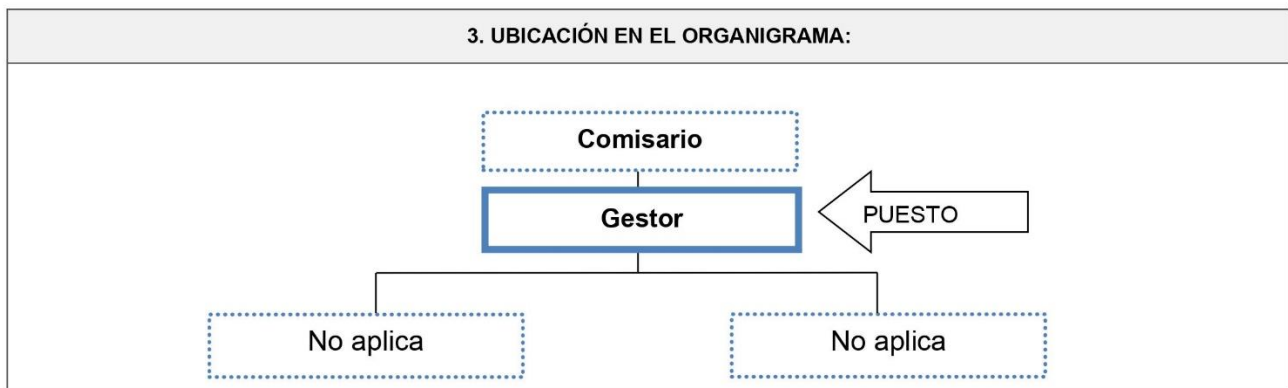 3. UBICACIÓN EN EL ORGANIGRAMA:
Comisario
Gestor
PUESTO
No aplica
No aplica